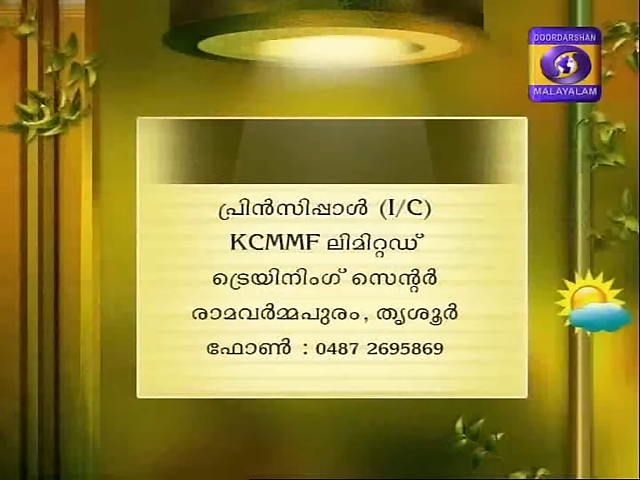 DOORDARSHAN
MALAYALAM
പ്രിൻസിപ്പാൾ (I/C)
KCMMF ലിമിറ്റഡ്
ട്രെയിനിംഗ് സെന്റർ
രാമവർമ്മപുരം, തൃശൂർ
ഫോൺ : 0487 2695869